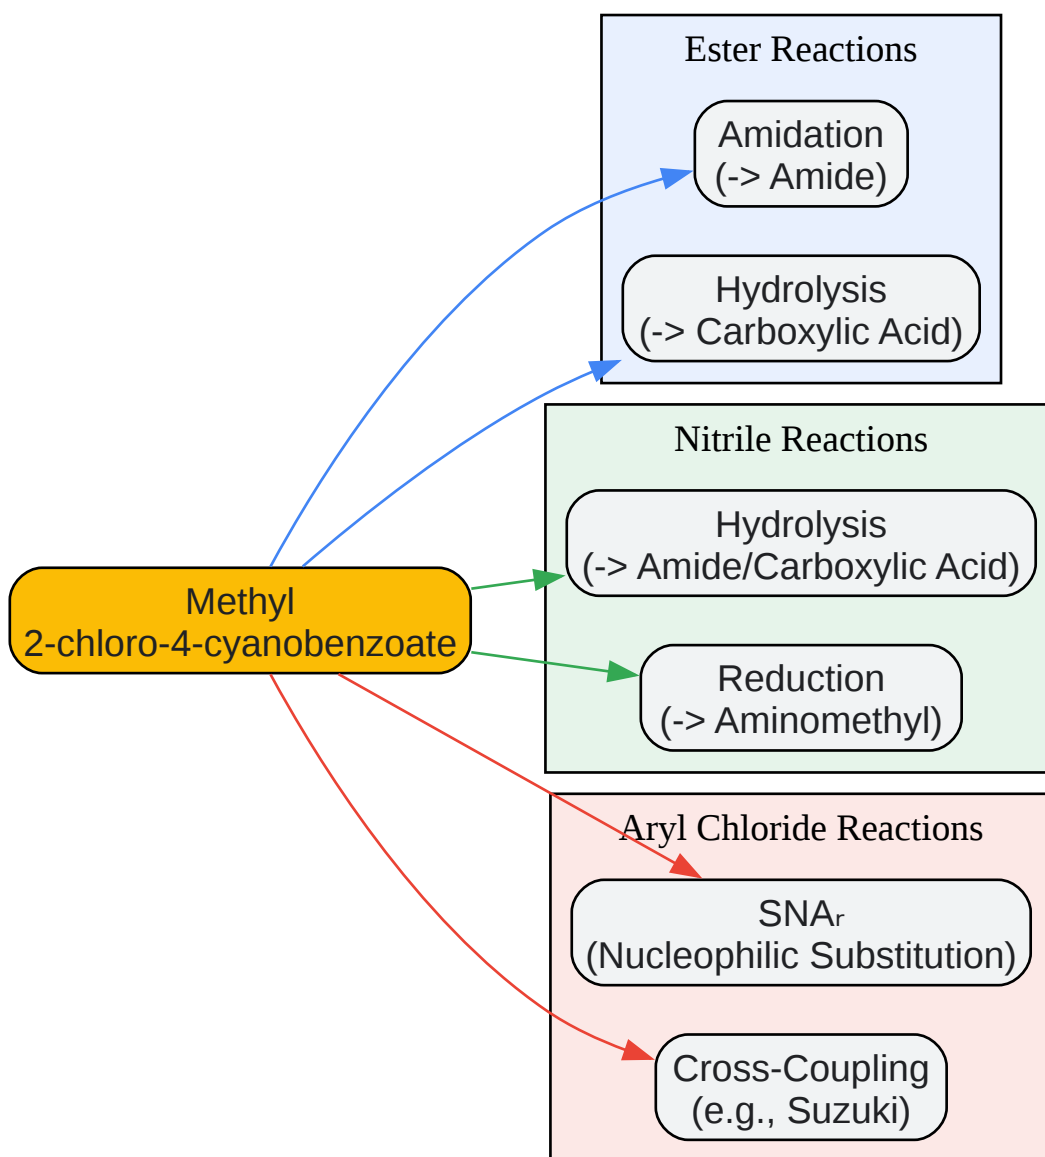 Ester Reactions
Amidation
(-> Amide)
Hydrolysis
(-> Carboxylic Acid)
Nitrile Reactions
Hydrolysis
(-> Amide/Carboxylic Acid)
Methyl
2-chloro-4-cyanobenzoate
Reduction
(-> Aminomethyl)
Aryl Chloride Reactions
SNAᵣ
(Nucleophilic Substitution)
Cross-Coupling
(e.g., Suzuki)